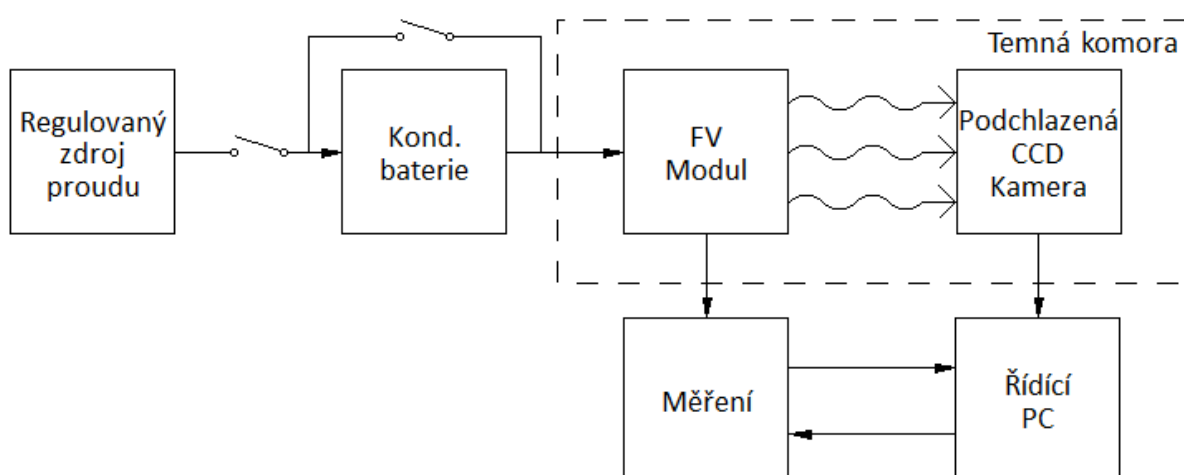 Temná komora
Regulovaný
zdroj
proudu
Kond.
baterie
FV
Modul
Podchlazená
CCD
Kamera
Měření
Řídící
PC